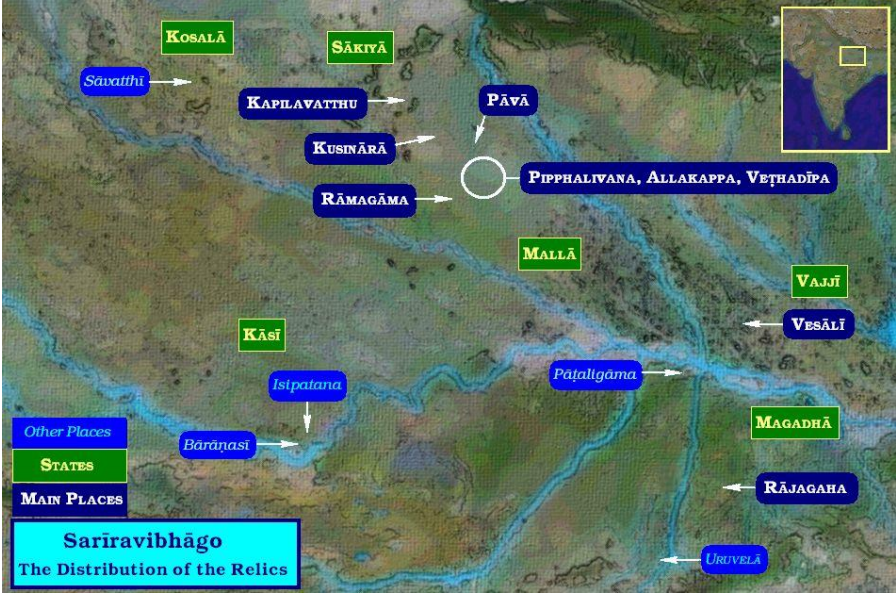 Kosalā
Sākiyā
Sāvatthī
Kapilavatthu
Pāvā
Kusinārā
Pipphalivana, Allakappa, Veṭhadīpa
Rāmagāma
Mallā
Vajjī
Vesālī
Kāsī
Isipatana
Pāṭaligāma
Magadhā
Other Places
Bārāṇasī
States
Main Places
Rājagaha
Sarīravibhāgo
The Distribution of the Relics
Uruvelā